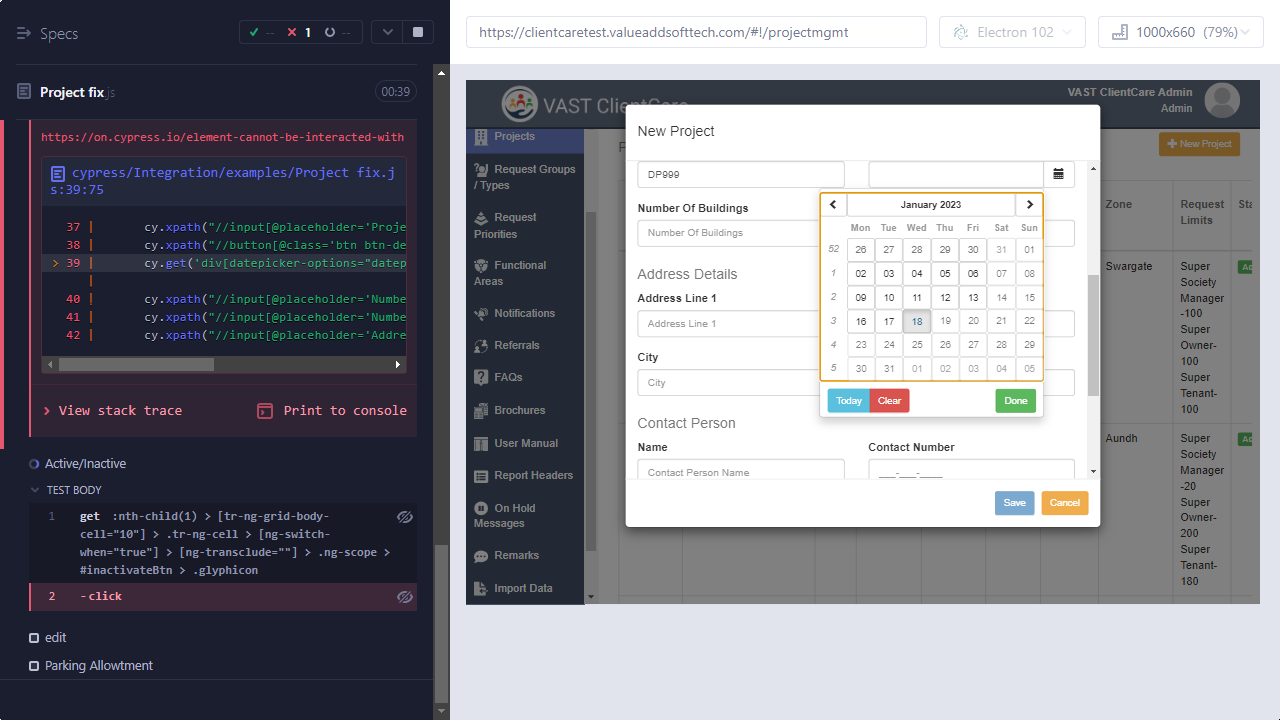 Specs
--
1
--
https://clientcaretest.valueaddsofttech.com/#!/projectmgmt
Electron 102
1000x660 (79%)
Project fix.js
00:39
https://on.cypress.io/element-cannot-be-interacted-with
cypress/Integration/examples/Project fix.js:39:75
37 | cy.xpath("//input[@placeholder='Proje
38 | cy.xpath("//button[@class='btn btn-de
> 39 | cy.get('div[datepicker-options="datep
|
40 | cy.xpath("//input[@placeholder='Numbe
41 | cy.xpath("//input[@placeholder='Numbe
42 | cy.xpath("//input[@placeholder='Addre
> View stack trace
Print to console
Active/Inactive
TEST BODY
1 get :nth-child(1) > [tr-ng-grid-body-
cell="10"] > .tr-ng-cell > [ng-switch-
when="true"] > [ng-transclude=""] > .ng-scope >
#inactivateBtn > .glyphicon
2 -click
edit
Parking Allowtment
VAST ClientCare
VAST ClientCare Admin
Admin
Projects
Request Groups
/ Types
Request
Priorities
Functional
Areas
Notifications
Referrals
FAQs
Brochures
User Manual
Report Headers
On Hold
Messages
Remarks
Import Data
New Project
Zone
Request
Limits
Sta
Swargate
Super
Society
Manager
-100
Super
Owner-
100
Super
Tenant-
100
Ac
Aundh
Super
Society
Manager
-20
Super
Owner-
200
Super
Tenant-
180
Ac
New Project
DP999
Number Of Buildings
Number Of Buildings
Address Details
Address Line 1
Address Line 1
City
City
Contact Person
Name
Contact Person Name
Contact Number
___-___-____
January 2023
Mon Tue Wed Thu Fri Sat Sun
52 26 27 28 29 30 31 01
1 02 03 04 05 06 07 08
2 09 10 11 12 13 14 15
3 16 17 18 19 20 21 22
4 23 24 25 26 27 28 29
5 30 31 01 02 03 04 05
Today Clear Done
Save Cancel